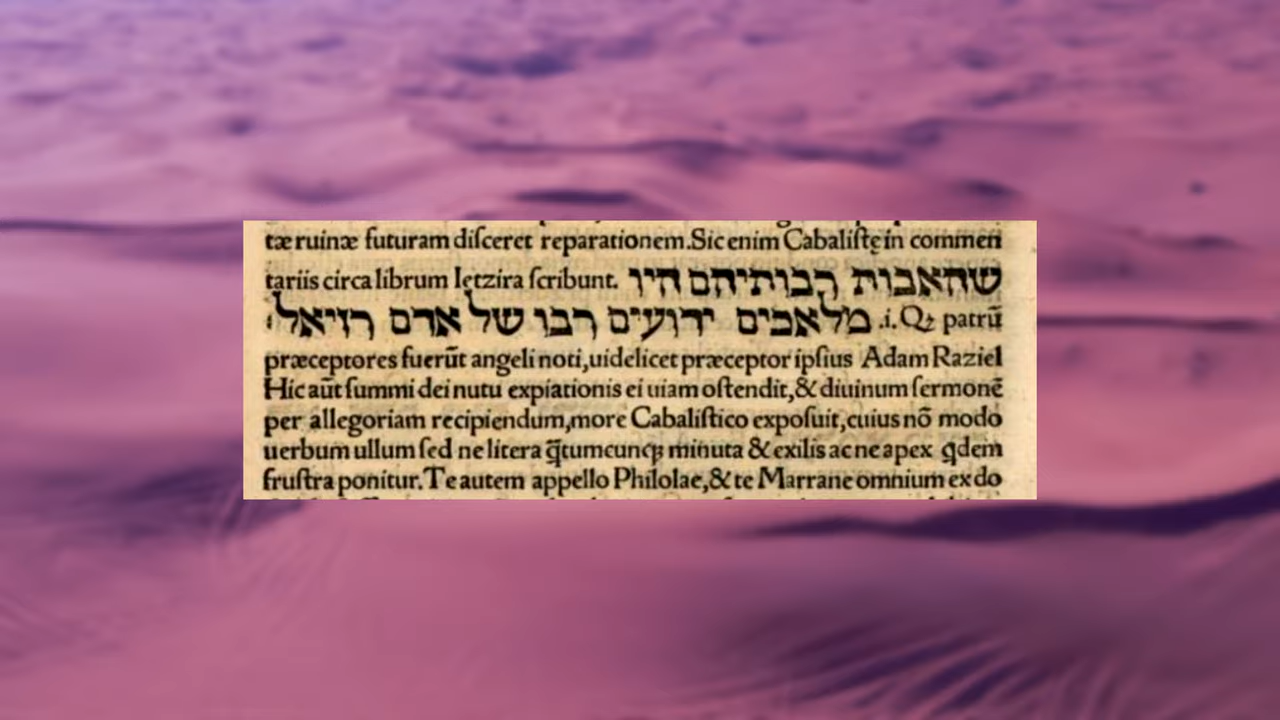 tæ ruinæ futuram diſceret reparationem. Sic enim Cabaliſtę in commen
tariis circa librum Ietzira ſcribunt. שהאבות רבותיהם היו
מלאכים ידועים רבו של אדם רזיאל: .i. Qꝫ patrū
præceptores fuerūt angeli noti, uidelicet præceptor ipſius Adam Raziel
Hic aūt ſummi dei nutu expiationis ei uiam oſtendit, & diuinum ſermonē
per allegoriam recipiendum, more Cabaliſtico expoſuit, cuius nō modo
uerbum ullum ſed ne litera q̄tumcunqꝫ minuta & exilis ac ne apex qdem
fruſtra ponitur. Te autem appello Philolae, & te Marrane omnium ex do